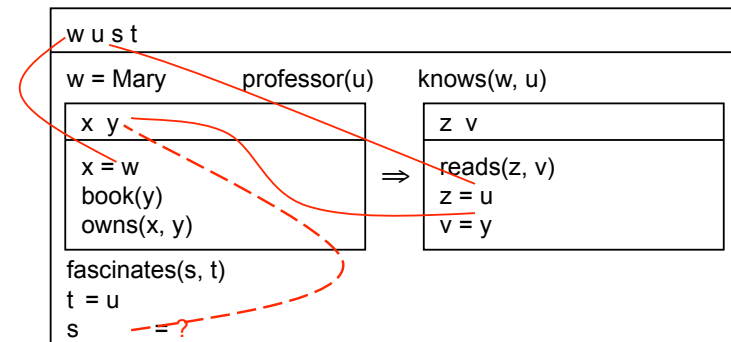 w u s t
w = Mary professor(u) knows(w, u)
x y
x = w
book(y)
owns(x, y)
⇒
z v
reads(z, v)
z = u
v = y
fascinates(s, t)
t = u
s = ?